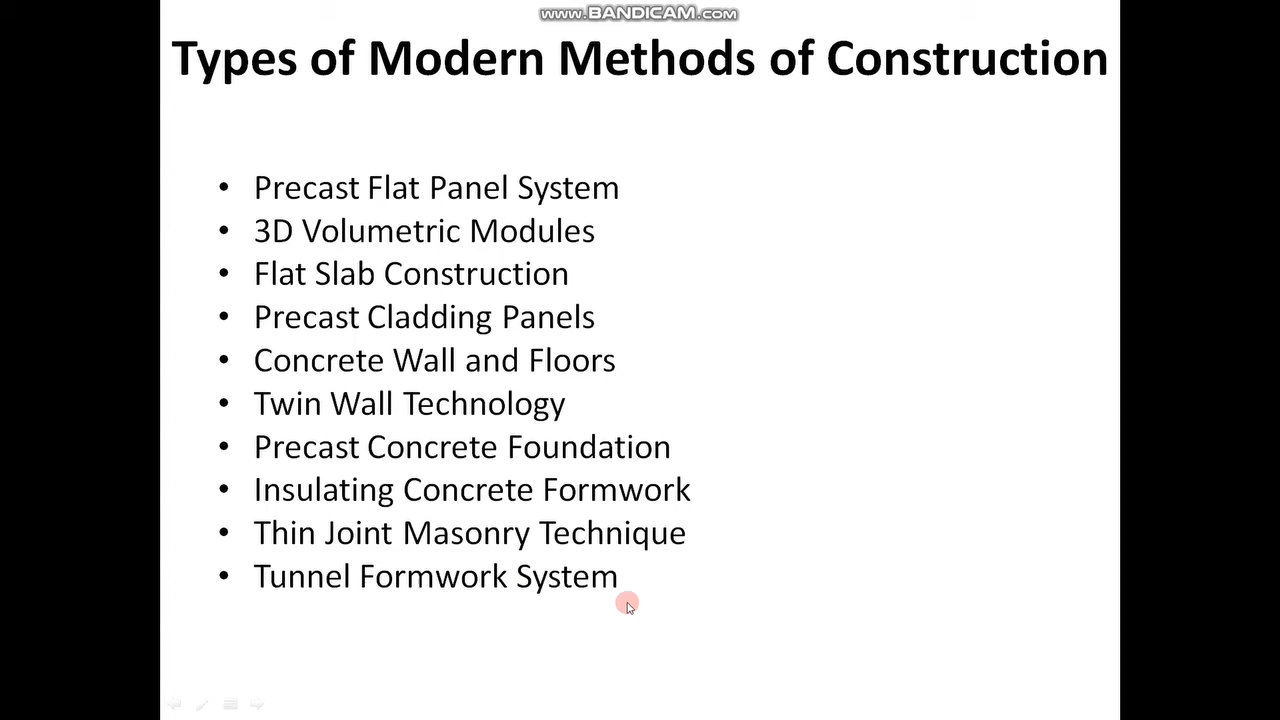 www.BANDICAM.com
Types of Modern Methods of Construction
• Precast Flat Panel System
• 3D Volumetric Modules
• Flat Slab Construction
• Precast Cladding Panels
• Concrete Wall and Floors
• Twin Wall Technology
• Precast Concrete Foundation
• Insulating Concrete Formwork
• Thin Joint Masonry Technique
• Tunnel Formwork System